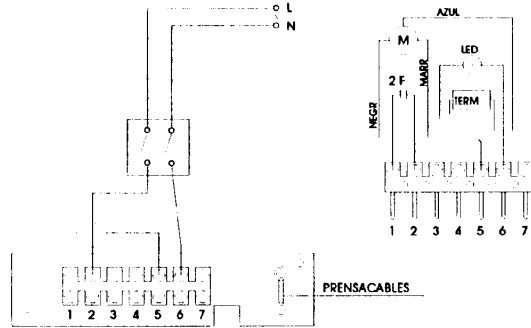 L
N
1 2 3 4 5 6 7
PRENSACABLES
AZUL
M
LED
2 F
MARR
NEGR
TERM
1 2 3 4 5 6 7